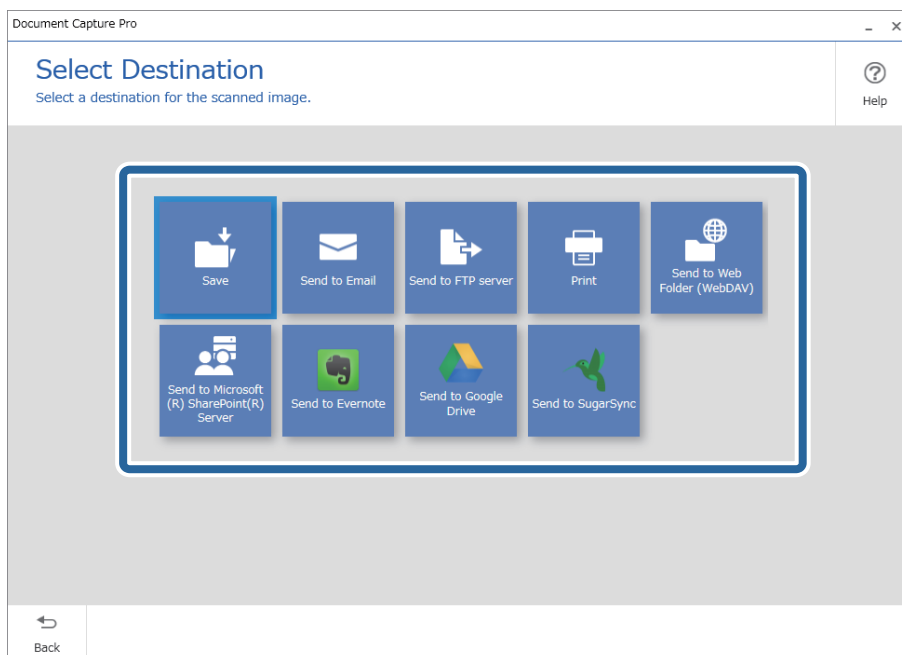 Document Capture Pro
Select Destination
Select a destination for the scanned image.
Help
Save
Send to Email
Send to FTP server
Print
Send to Web
Folder (WebDAV)
Send to Microsoft
(R) SharePoint(R)
Server
Send to Evernote
Send to Google
Drive
Send to SugarSync
Back